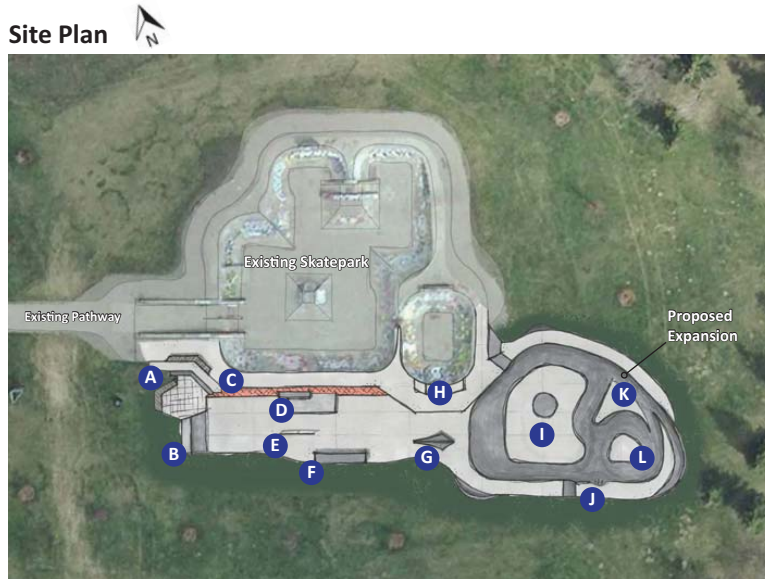 Site Plan
N
Existing Skatepark
Existing Pathway
Proposed
Expansion
A
C
K
H
D
I
E
B
F
G
L
J